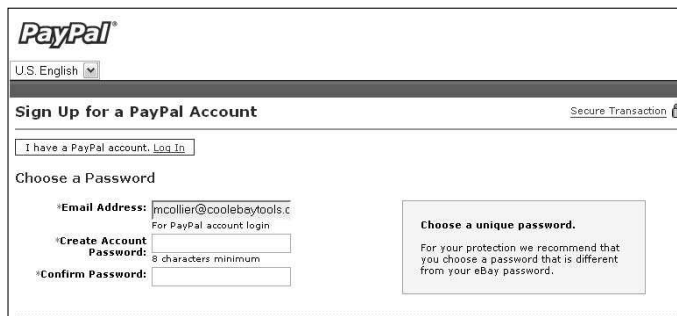 PayPal®
U.S. English
Sign Up for a PayPal Account
Secure Transaction
I have a PayPal account. Log In
Choose a Password
*Email Address: mcollier@coolebaytools.c
For PayPal account login
*Create Account
Password:
8 characters minimum
*Confirm Password:
Choose a unique password.
For your protection we recommend that
you choose a password that is different
from your eBay password.